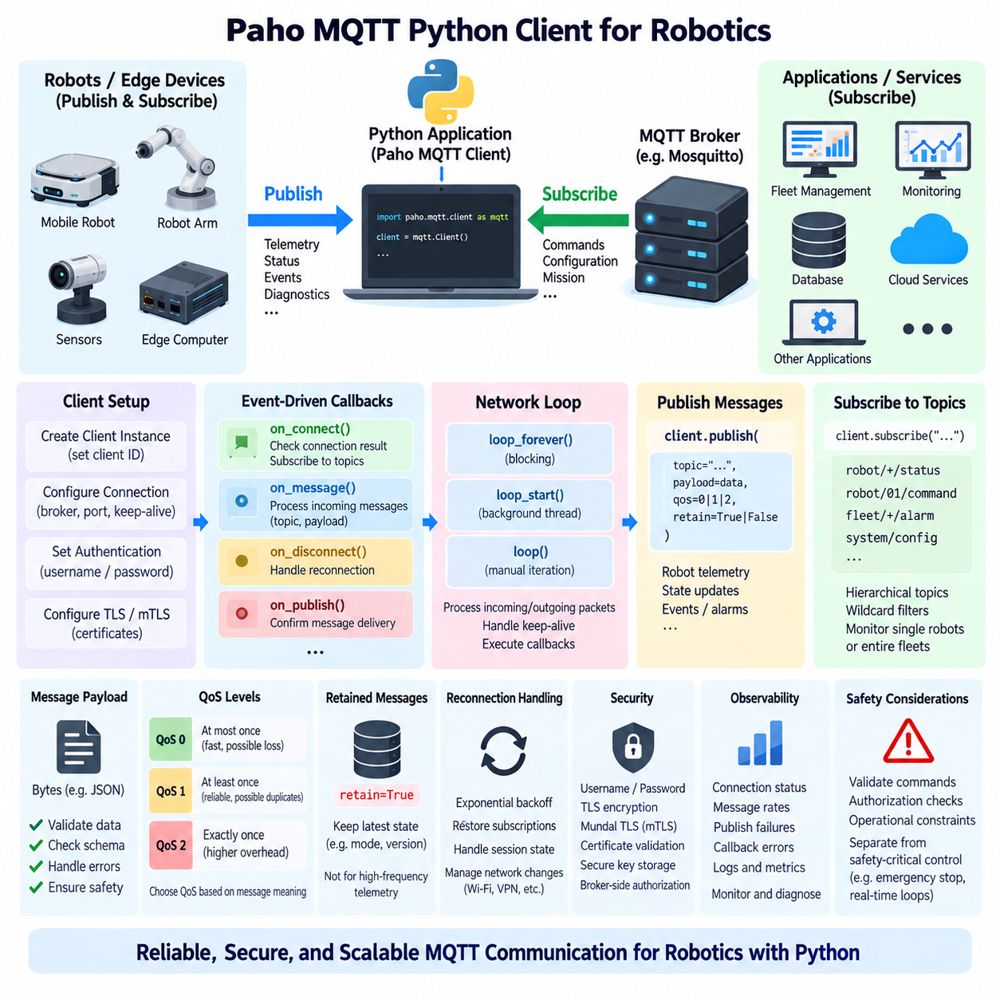 Paho MQTT Python Client for Robotics
Robots / Edge Devices
(Publish & Subscribe)
Mobile Robot
Robot Arm
Sensors
Edge Computer
Publish
Telemetry
Status
Events
Diagnostics
...
Python Application
(Paho MQTT Client)
import paho.mqtt.client as mqtt
client = mqtt.Client()
...
Subscribe
Commands
Configuration
Mission
...
MQTT Broker
(e.g. Mosquitto)
Applications / Services
(Subscribe)
Fleet Management
Monitoring
Database
Cloud Services
Other Applications
Client Setup
Create Client Instance
(set client ID)
Configure Connection
(broker, port, keep-alive)
Set Authentication
(username / password)
Configure TLS / mTLS
(certificates)
Event-Driven Callbacks
on_connect()
Check connection result
Subscribe to topics
on_message()
Process incoming messages
(topic, payload)
on_disconnect()
Handle reconnection
on_publish()
Confirm message delivery
...
Network Loop
loop_forever()
(blocking)
loop_start()
(background thread)
loop()
(manual iteration)
Process incoming/outgoing packets
Handle keep-alive
Execute callbacks
Publish Messages
client.publish(
topic="...",
payload=data,
qos=0|1|2,
retain=True|False
)
Robot telemetry
State updates
Events / alarms
...
Subscribe to Topics
client.subscribe("...")
robot/+/status
robot/01/command
fleet/+/alarm
system/config
...
Hierarchical topics
Wildcard filters
Monitor single robots
or entire fleets
Message Payload
Bytes (e.g. JSON)
Validate data
Check schema
Handle errors
Ensure safety
QoS Levels
QoS 0
At most once
(fast, possible loss)
QoS 1
At least once
(reliable, possible duplicates)
QoS 2
Exactly once
(higher overhead)
Choose QoS based on message meaning
Retained Messages
retain=True
Keep latest state
(e.g. mode, version)
Not for high-frequency
telemetry
Reconnection Handling
Exponential backoff
Restore subscriptions
Handle session state
Manage network changes
(Wi-Fi, VPN, etc.)
Security
Username / Password
TLS encryption
Mundal TLS (mTLS)
Certificate validation
Secure key storage
Broker-side authorization
Observability
Connection status
Message rates
Publish failures
Callback errors
Logs and metrics
Monitor and diagnose
Safety Considerations
Validate commands
Authorization checks
Operational constraints
Separate from
safety-critical control
(e.g. emergency stop,
real-time loops)
Reliable, Secure, and Scalable MQTT Communication for Robotics with Python